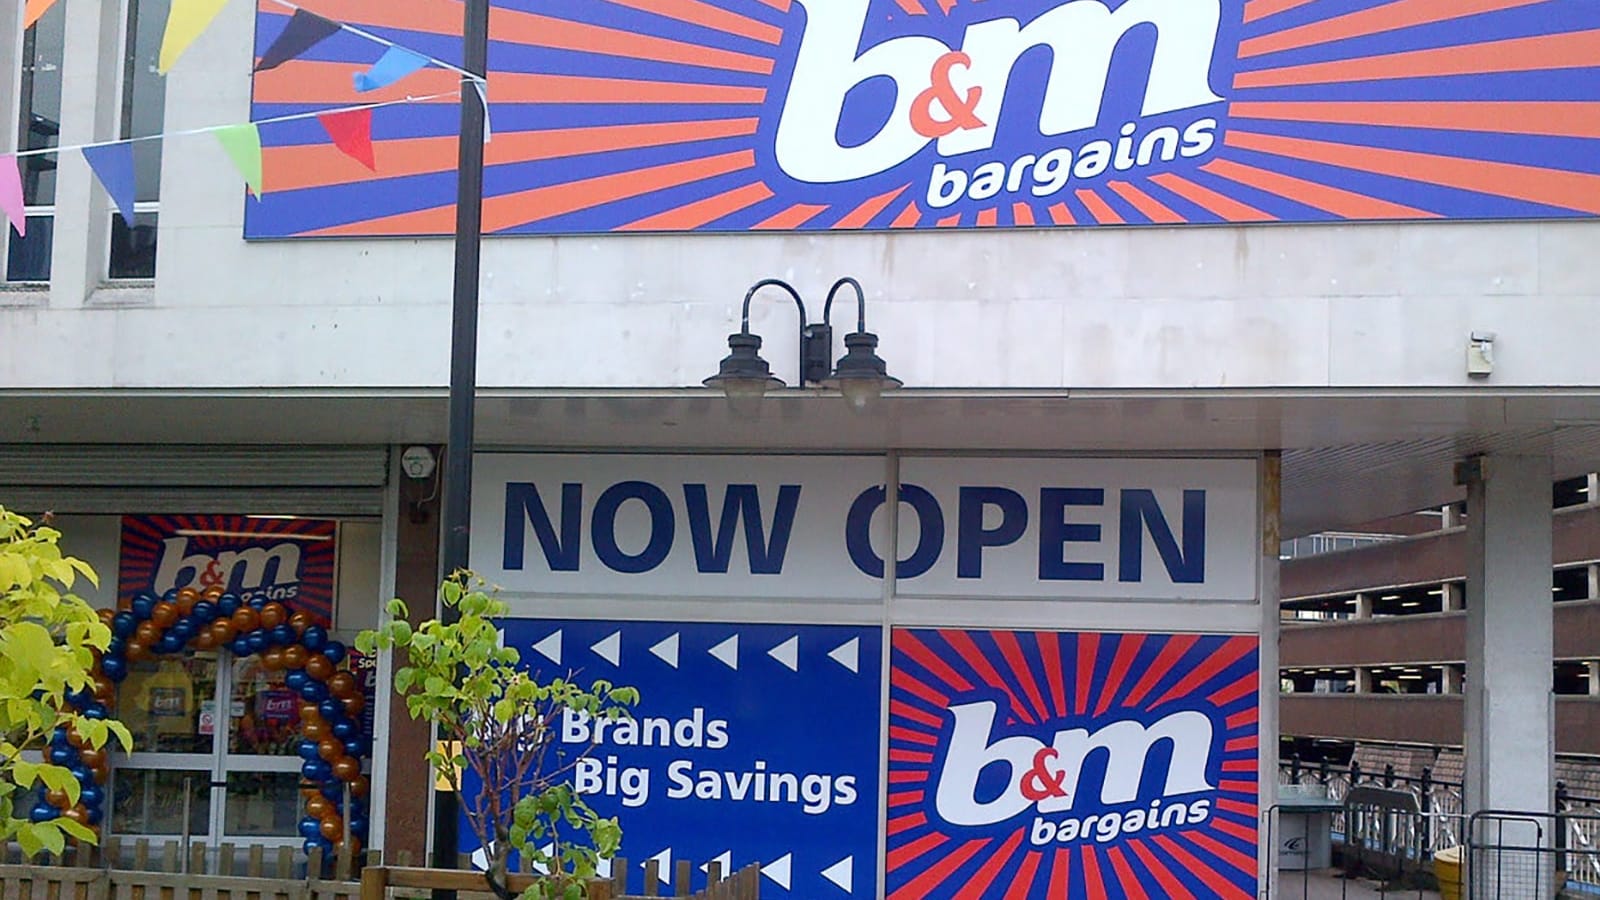 b&m
bargains
NOW OPEN
b&m
Brands
Big Savings
b&m
bargains